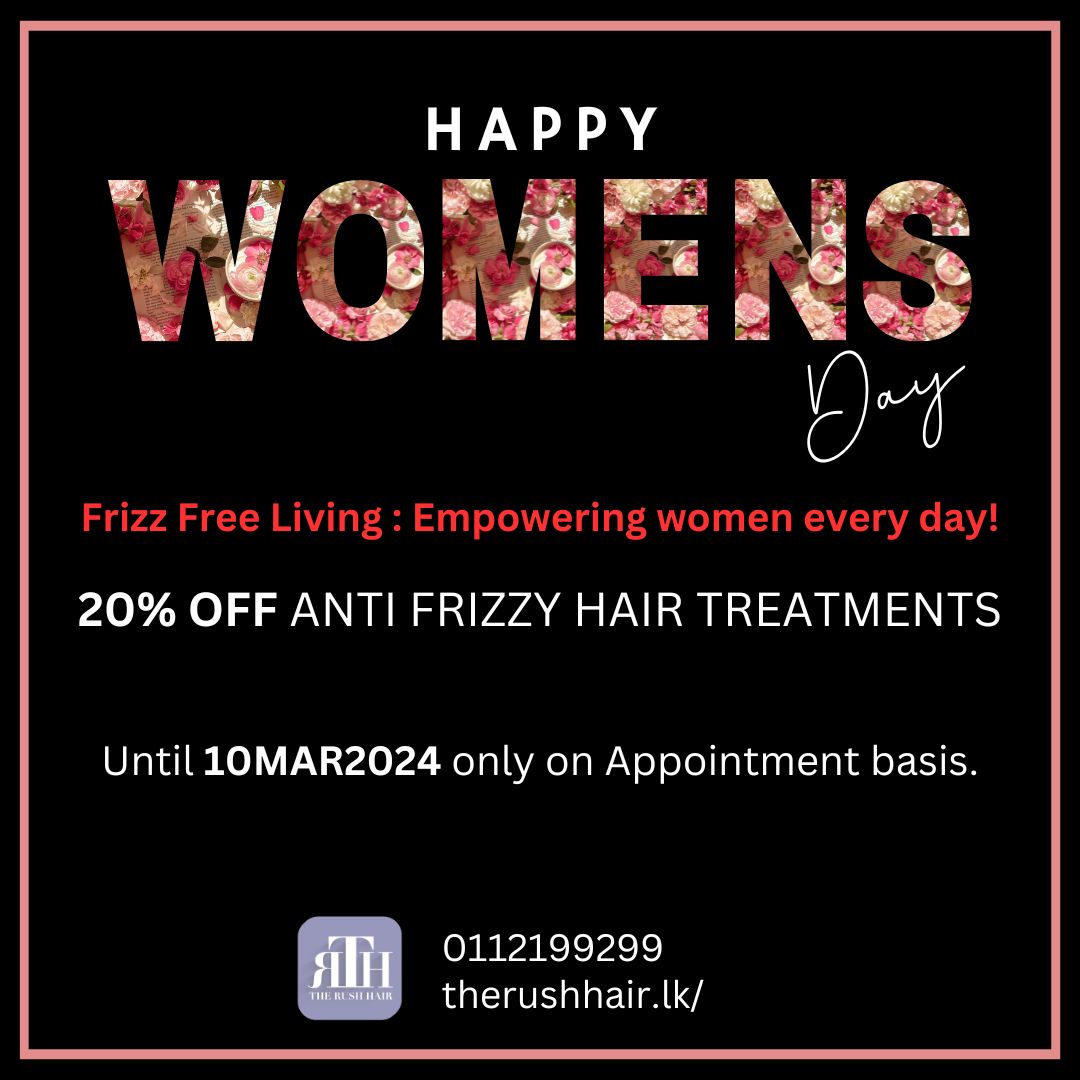 HAPPY
WOMENS
Day
Frizz Free Living : Empowering women every day!
20% OFF ANTI FRIZZY HAIR TREATMENTS
Until 10MAR2024 only on Appointment basis.
RTH
THE RUSH HAIR
0112199299
therushhair.lk/